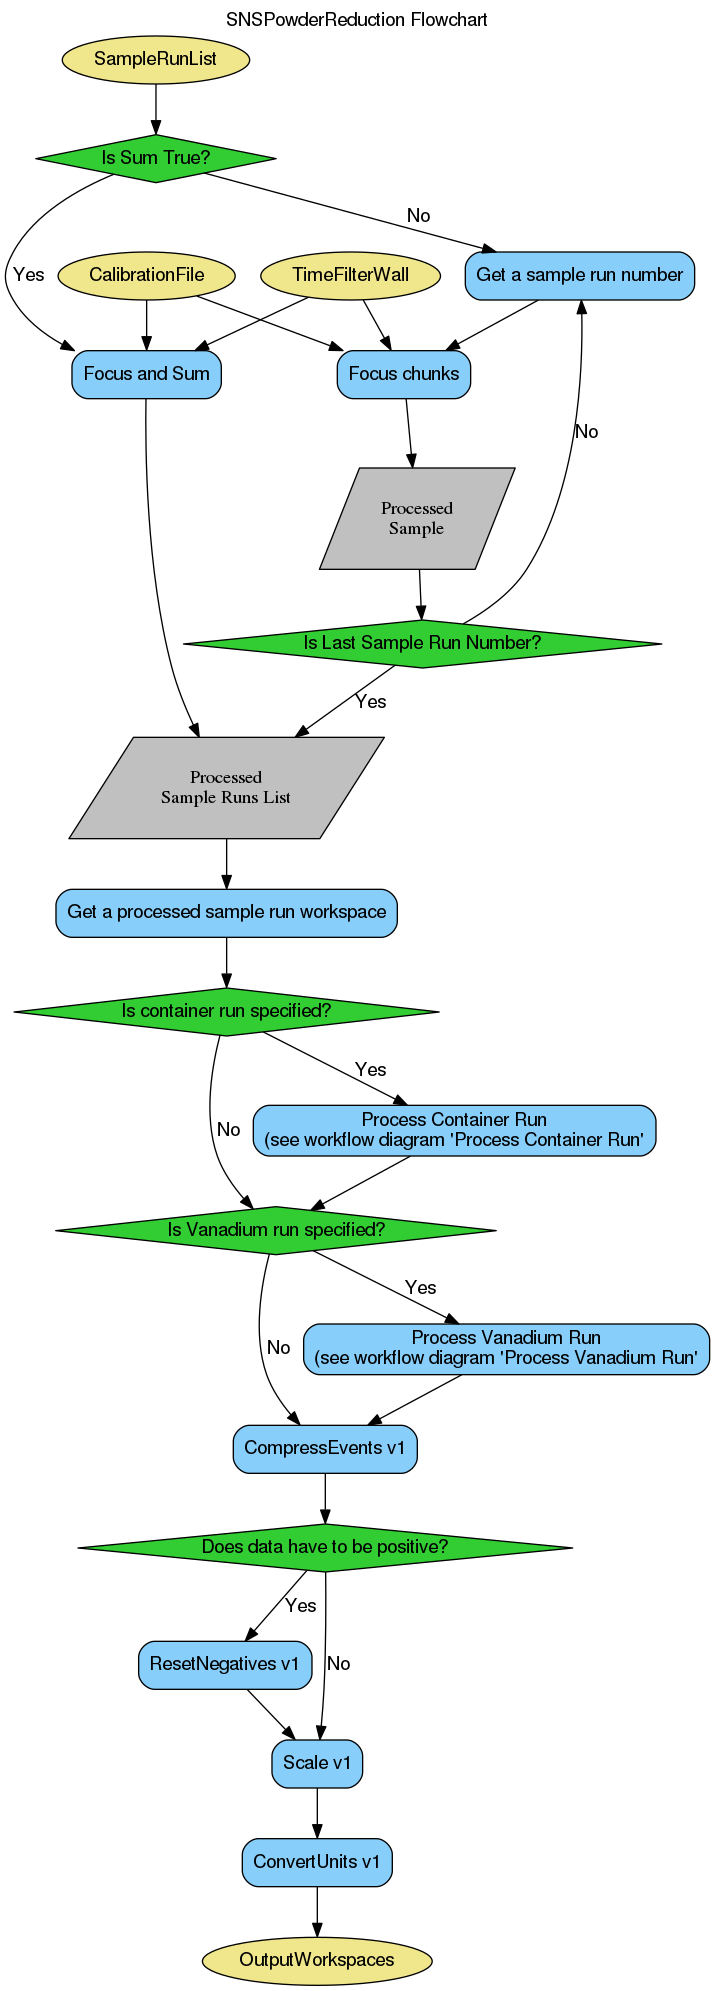 SNSPowderReduction Flowchart
SampleRunList
Is Sum True?
No
Yes
CalibrationFile
TimeFilterWall
Get a sample run number
Focus and Sum
Focus chunks
No
Processed
Sample
Is Last Sample Run Number?
Yes
Processed
Sample Runs List
Get a processed sample run workspace
Is container run specified?
Yes
No
Process Container Run
(see workflow diagram 'Process Container Run'
Is Vanadium run specified?
Yes
No
Process Vanadium Run
(see workflow diagram 'Process Vanadium Run'
CompressEvents v1
Does data have to be positive?
Yes
ResetNegatives v1
No
Scale v1
ConvertUnits v1
OutputWorkspaces